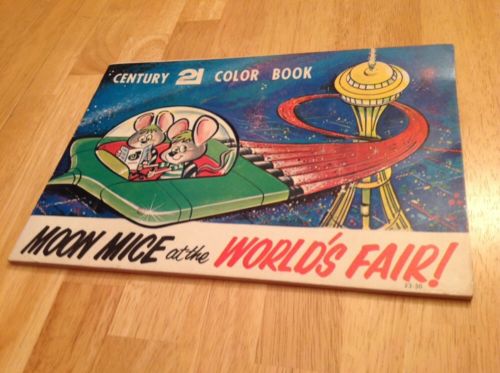 CENTURY 21 COLOR BOOK
MOON MICE at the WORLD'S FAIR!